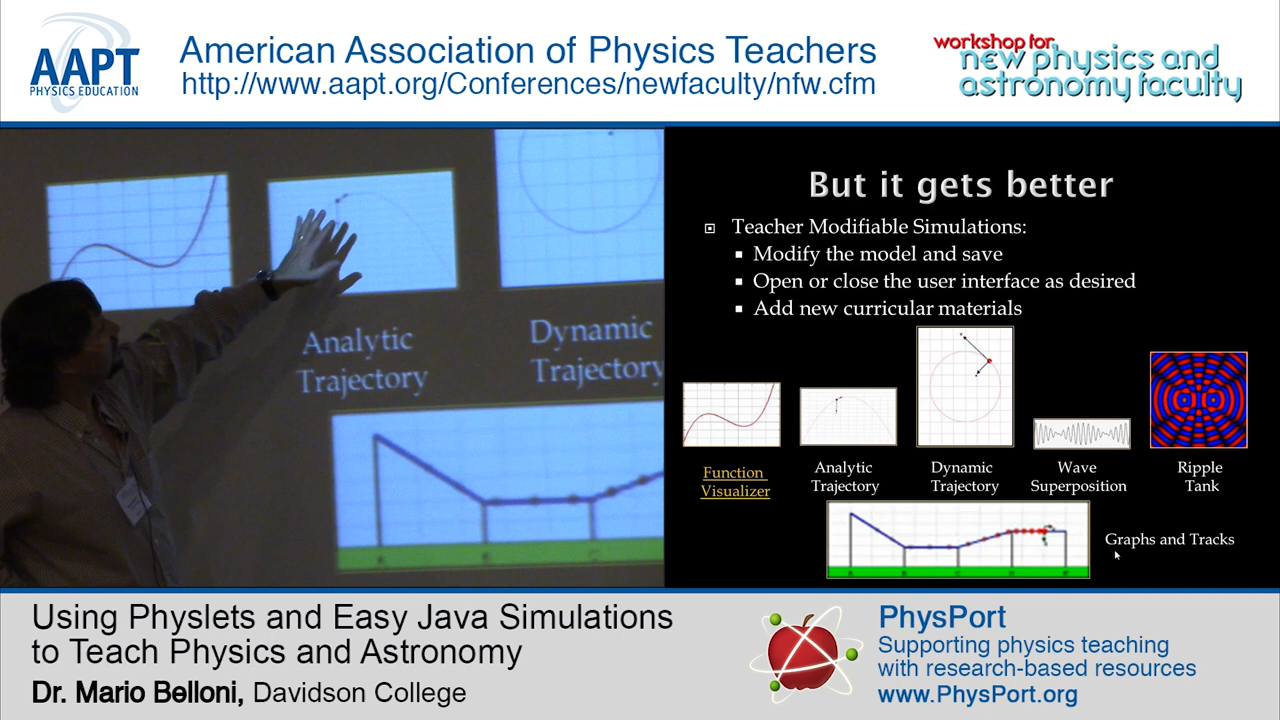 AAPT
PHYSICS EDUCATION
American Association of Physics Teachers
http://www.aapt.org/Conferences/newfaculty/nfw.cfm
workshop for
new physics and
astronomy faculty
Analytic
Trajectory
Dynamic
Trajectory
But it gets better
Teacher Modifiable Simulations:
Modify the model and save
Open or close the user interface as desired
Add new curricular materials
Function
Visualizer
Analytic
Trajectory
Dynamic
Trajectory
Wave
Superposition
Ripple
Tank
Graphs and Tracks
Using Physlets and Easy Java Simulations
to Teach Physics and Astronomy
Dr. Mario Belloni, Davidson College
PhysPort
Supporting physics teaching
with research-based resources
www.PhysPort.org